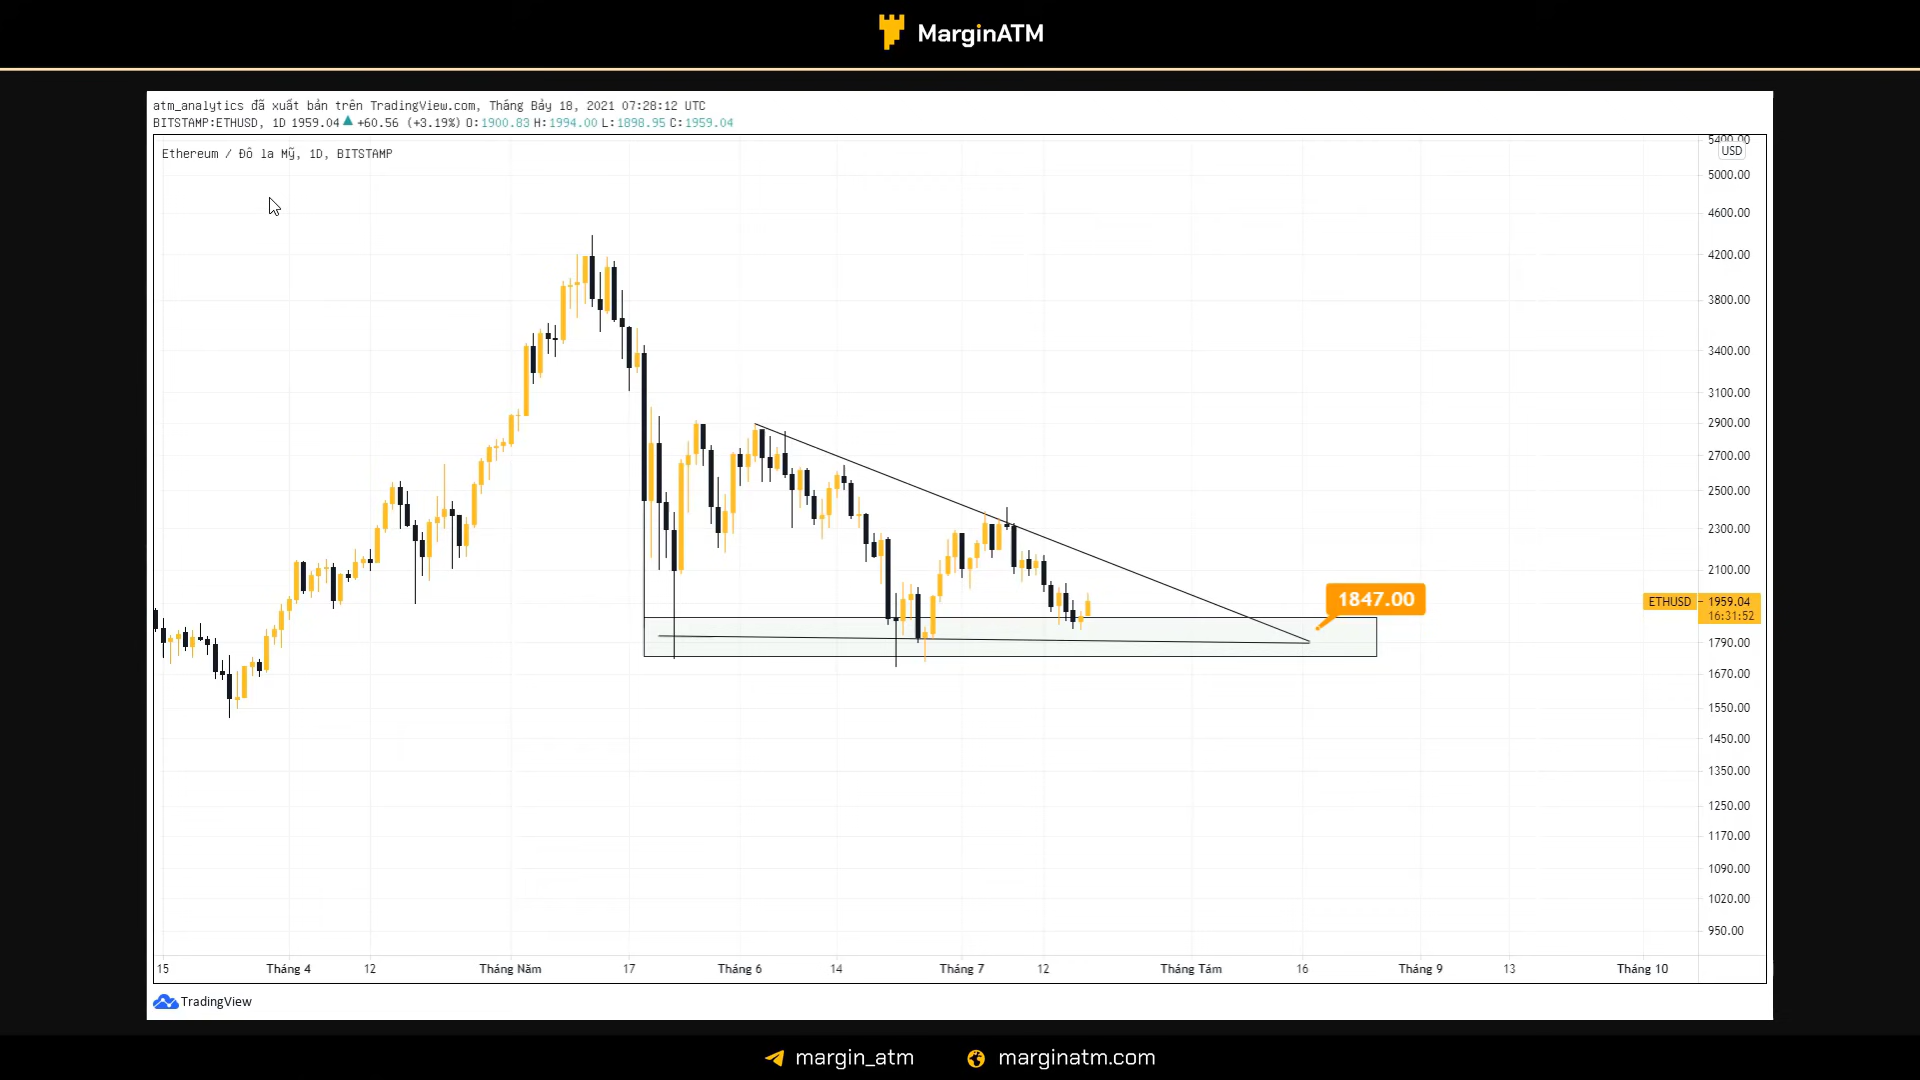 MarginATM
atm_analytics đã xuất bản trên TradingView.com, Tháng Bảy 18, 2021 07:28:12 UTC
BITSTAMP:ETHUSD, 1D 1959.04 ▲ +60.56 (+3.19%) O:1900.83 H:1994.00 L:1898.95 C:1959.04
Ethereum / Đô la Mỹ, 1D, BITSTAMP
5400.00
USD
5000.00
4600.00
4200.00
3800.00
3400.00
3100.00
2900.00
2700.00
2500.00
2300.00
2100.00
1847.00
ETHUSD 1959.04
16:31:52
1790.00
1670.00
1550.00
1450.00
1350.00
1250.00
1170.00
1090.00
1020.00
950.00
15 Tháng 4 12 Tháng Năm 17 Tháng 6 14 Tháng 7 12 Tháng Tám 16 Tháng 9 13 Tháng 10
TradingView
margin_atm marginatm.com